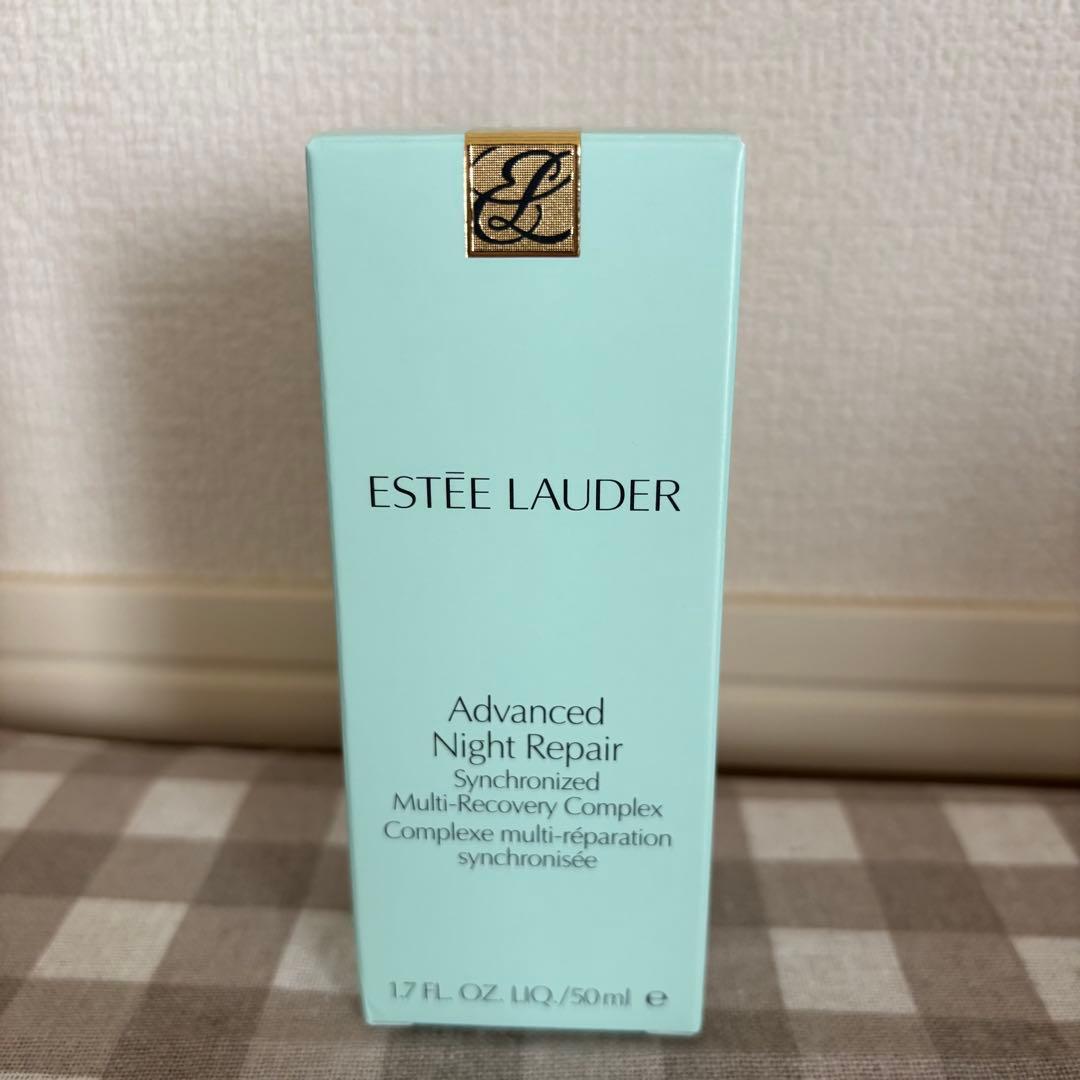 EL
ESTĒE LAUDER
Advanced
Night Repair
Synchronized
Multi-Recovery Complex
Complexe multi-réparation
synchronisée
1.7 FL. OZ. LIQ./50ml ℮